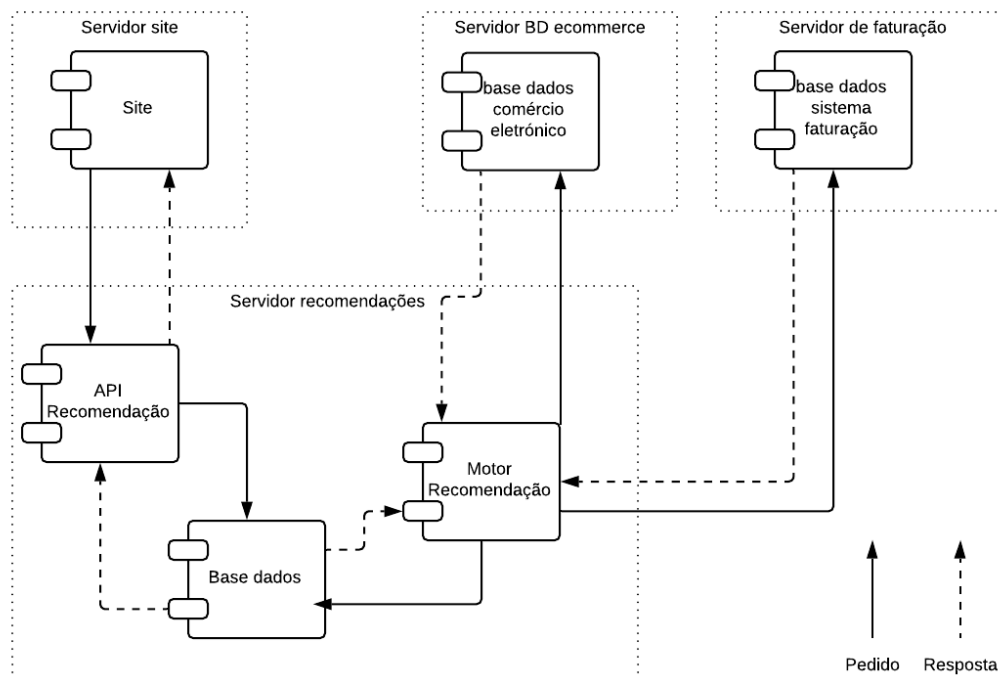 Servidor site
Servidor BD ecommerce
Servidor de faturação
Site
base dados
comércio
eletrónico
base dados
sistema
faturação
Servidor recomendações
API
Recomendação
Motor
Recomendação
Base dados
Pedido
Resposta